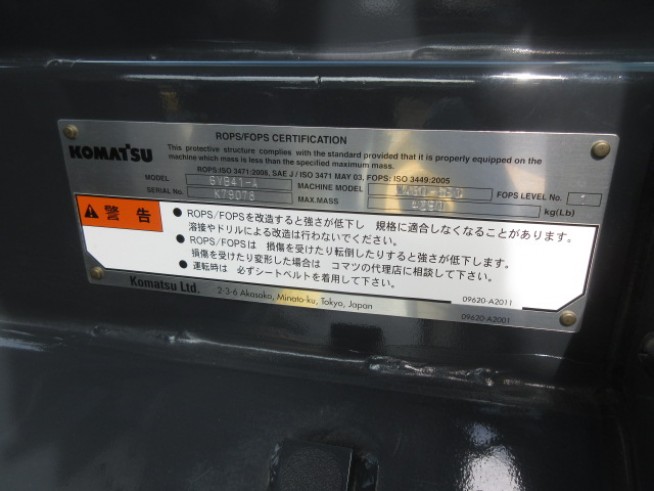 KOMATSU
ROPS/FOPS CERTIFICATION
This protective structure complies with the standard provided that it is properly equipped on the
machine which mass is less than the specified maximum mass.
ROPS:ISO 3471:2008, SAE J / ISO 3471 MAY 03, FOPS: ISO 3449:2005
MODEL SVB41-A MACHINE MODEL FOPS LEVEL No.
SERIAL No. MAX.MASS kg(Lb)
警告
● ROPS/FOPSを改造すると強さが低下し 規格に適合しなくなることがあります。
溶接やドリルによる改造は行わないでください。
● ROPS/FOPSは 損傷を受けたり転倒したりすると強さが低下します。
損傷を受けたり変形した場合は コマツの代理店に相談して下さい。
● 運転時は 必ずシートベルトを着用して下さい。
09620-A2011
Komatsu Ltd. 2-3-6 Akasaka, Minato-ku, Tokyo, Japan
09620-A2001